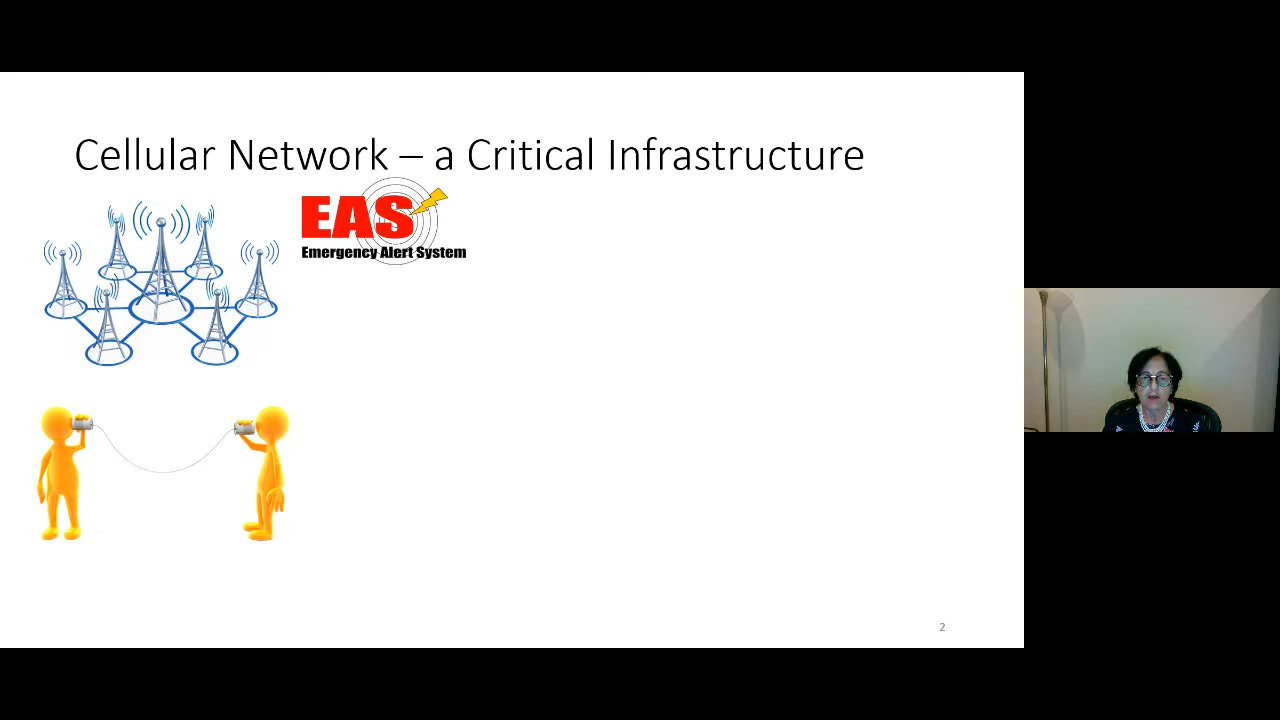 Cellular Network – a Critical Infrastructure
EAS
Emergency Alert System
2